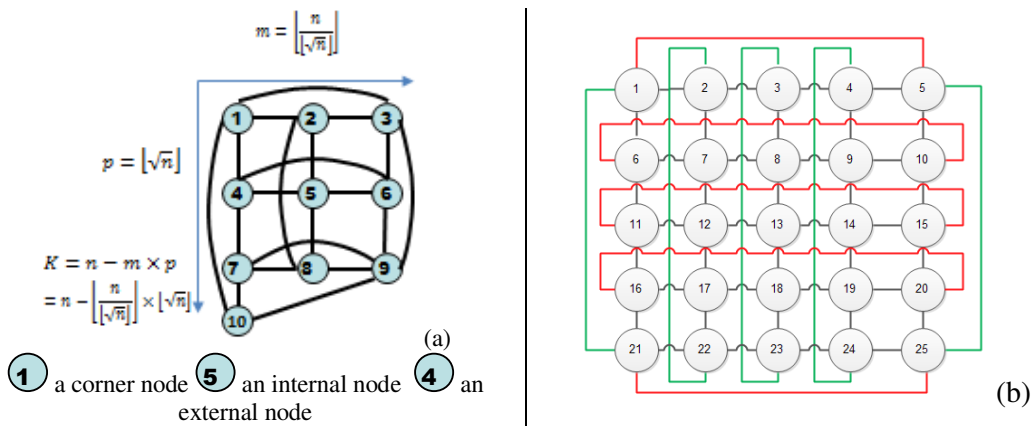 m = ⌊n/⌊√n⌋⌋
1 2 3
p = ⌊√n⌋
4 5 6
K = n − m × p
7 8 9
= n − ⌊n/⌊√n⌋⌋ × ⌊√n⌋
10
(a)
1 a corner node 5 an internal node 4 an
external node
1 2 3 4 5
6 7 8 9 10
11 12 13 14 15
16 17 18 19 20
21 22 23 24 25
(b)